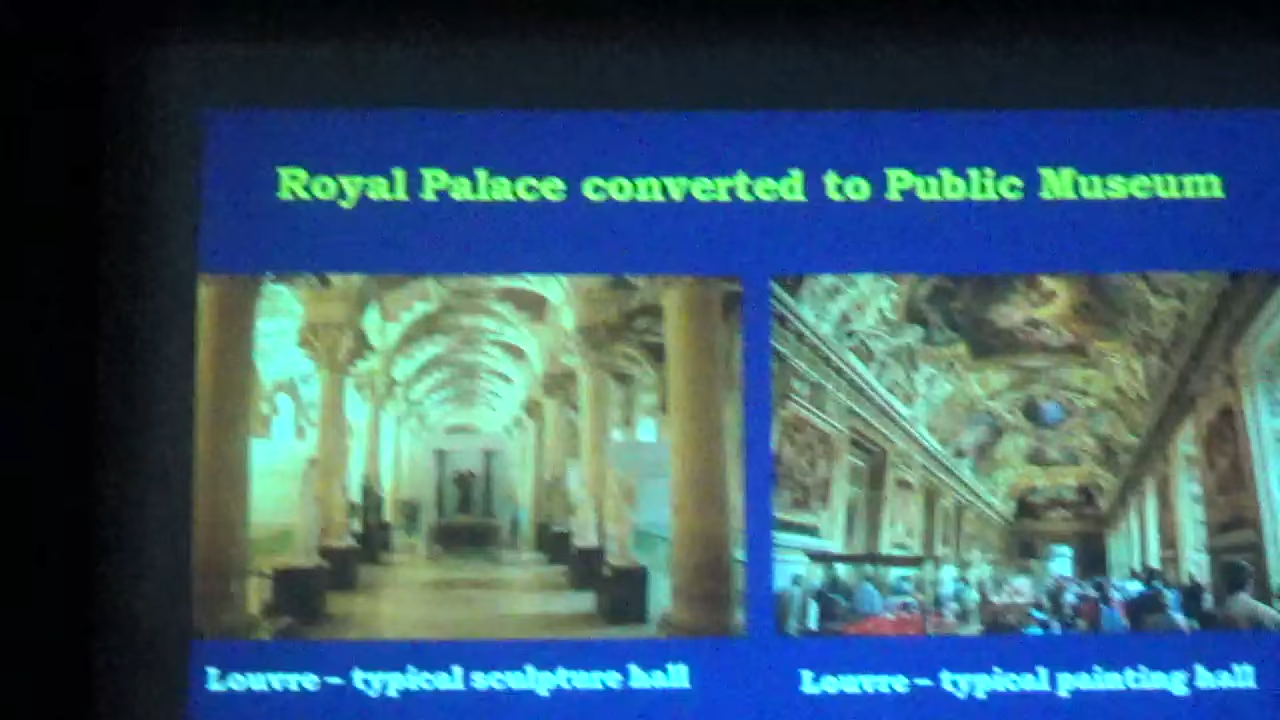 Royal Palace converted to Public Museum
Louvre – typical sculpture hall
Louvre – typical painting hall